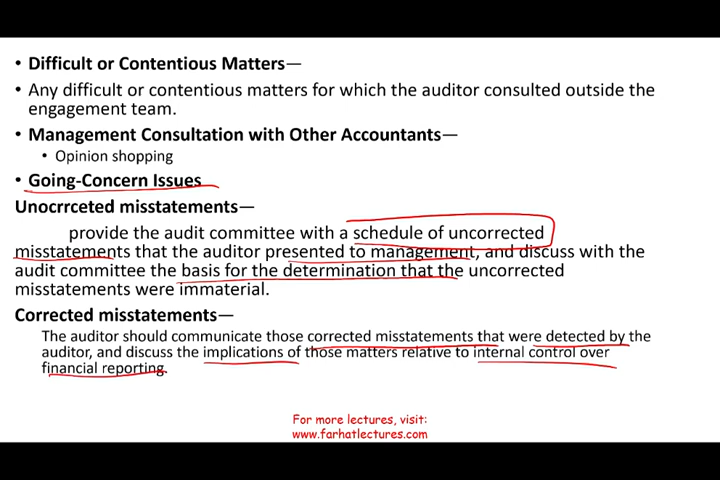 • Difficult or Contentious Matters—
• Any difficult or contentious matters for which the auditor consulted outside the
engagement team.
• Management Consultation with Other Accountants—
• Opinion shopping
• Going-Concern Issues
Unocrrceted misstatements—
provide the audit committee with a schedule of uncorrected
misstatements that the auditor presented to management, and discuss with the
audit committee the basis for the determination that the uncorrected
misstatements were immaterial.
Corrected misstatements—
The auditor should communicate those corrected misstatements that were detected by the
auditor, and discuss the implications of those matters relative to internal control over
financial reporting.
For more lectures, visit:
www.farhatlectures.com